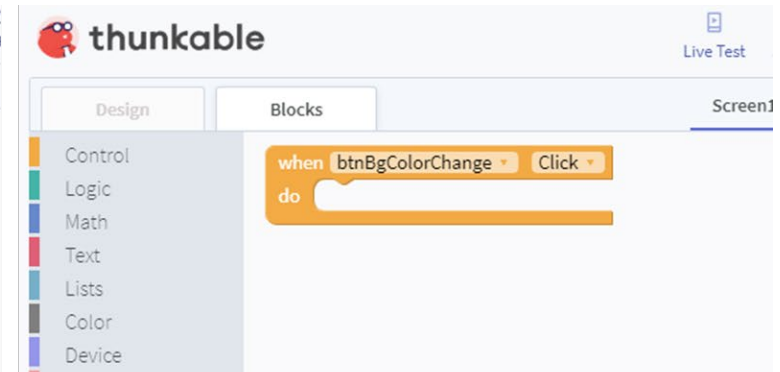 thunkable
Live Test
Design
Blocks
Screen1
Control
Logic
Math
Text
Lists
Color
Device
when btnBgColorChange Click
do